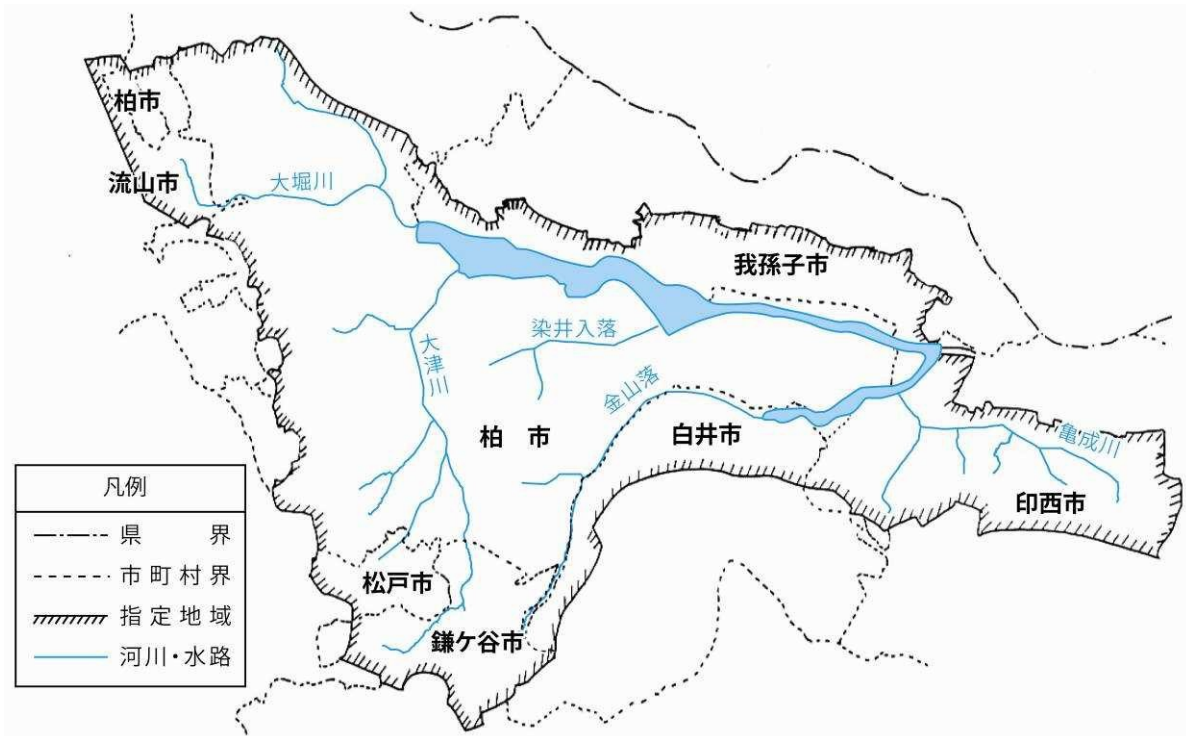 柏市
流山市
大堀川
我孫子市
染井入落
大津川
金山落
柏　市
白井市
亀成川
印西市
松戸市
鎌ケ谷市
凡例
県　　界
市町村界
指定地域
河川・水路